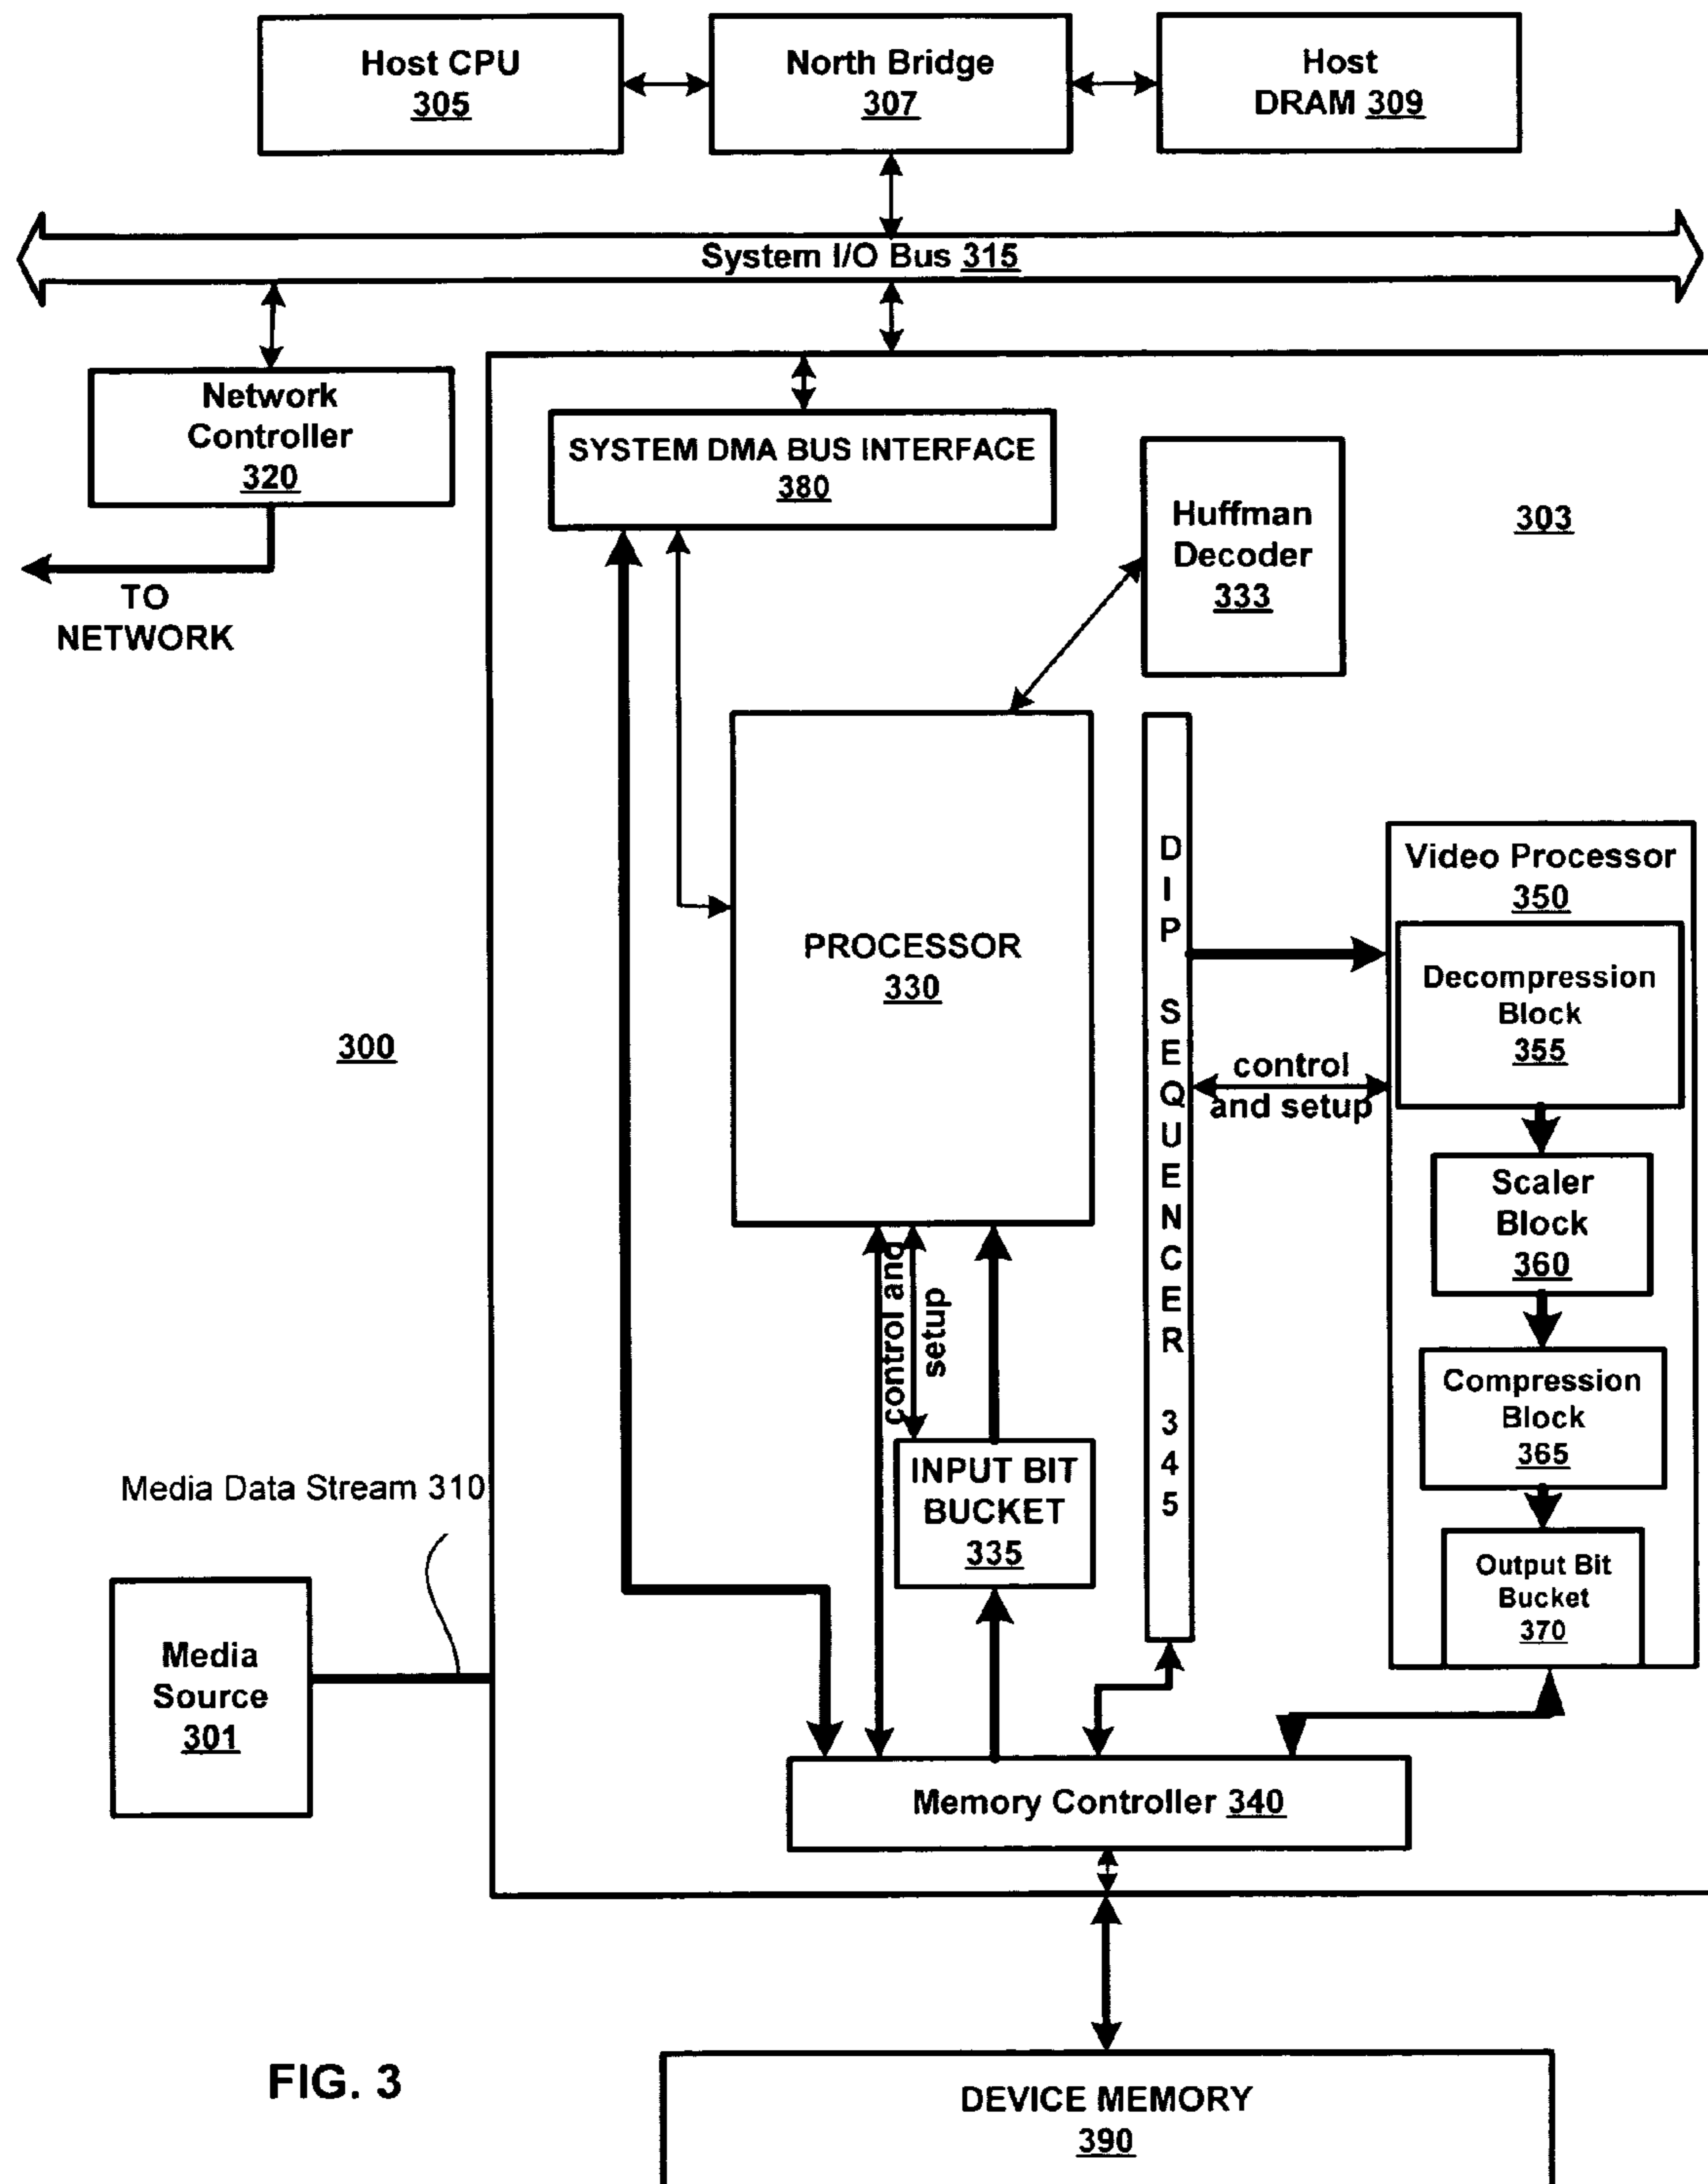 Host CPU
305
North Bridge
307
Host
DRAM 309
System I/O Bus 315
Network
Controller
320
TO
NETWORK
SYSTEM DMA BUS INTERFACE
380
Huffman
Decoder
333
303
PROCESSOR
330
DIP SEQUENCER 345
Video Processor
350
Decompression
Block
355
control
and setup
Scaler
Block
360
300
control and
setup
Compression
Block
365
INPUT BIT
BUCKET
335
Output Bit
Bucket
370
Media Data Stream 310
Media
Source
301
Memory Controller 340
FIG. 3
DEVICE MEMORY
390